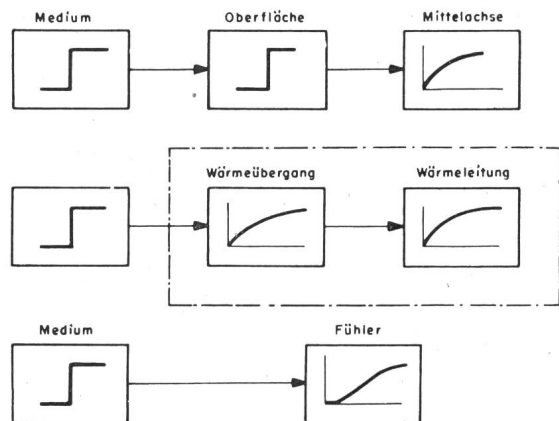 Medium
Oberfläche
Mittelachse
Wärmeübergang
Wärmeleitung
Medium
Fühler